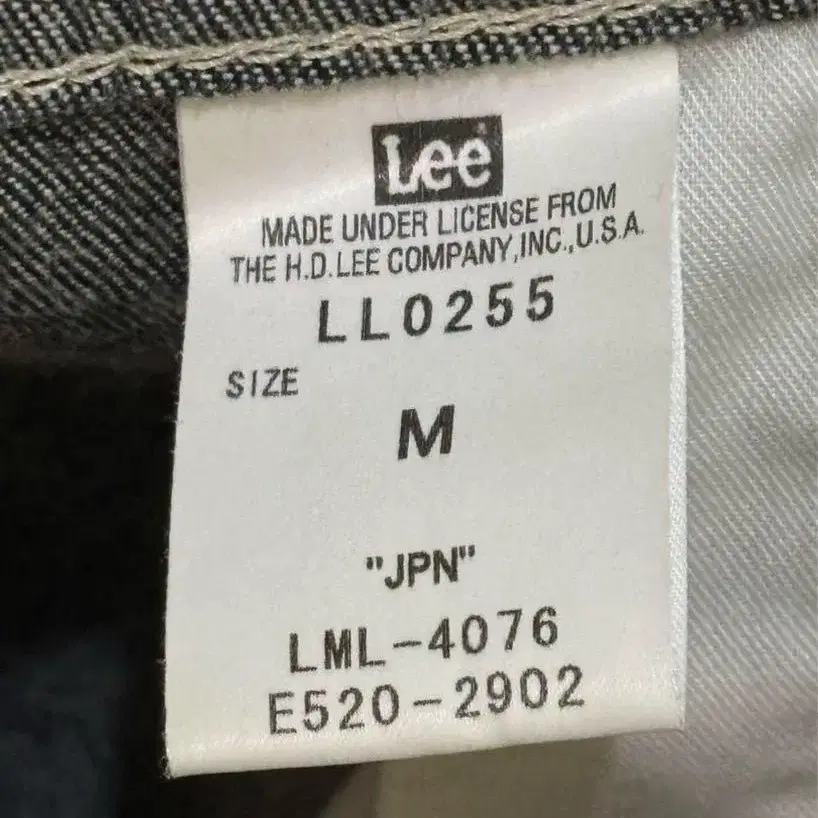 Lee
MADE UNDER LICENSE FROM
THE H.D.LEE COMPANY,INC.,U.S.A.
LL0255
SIZE
M
"JPN"
LML-4076
E520-2902